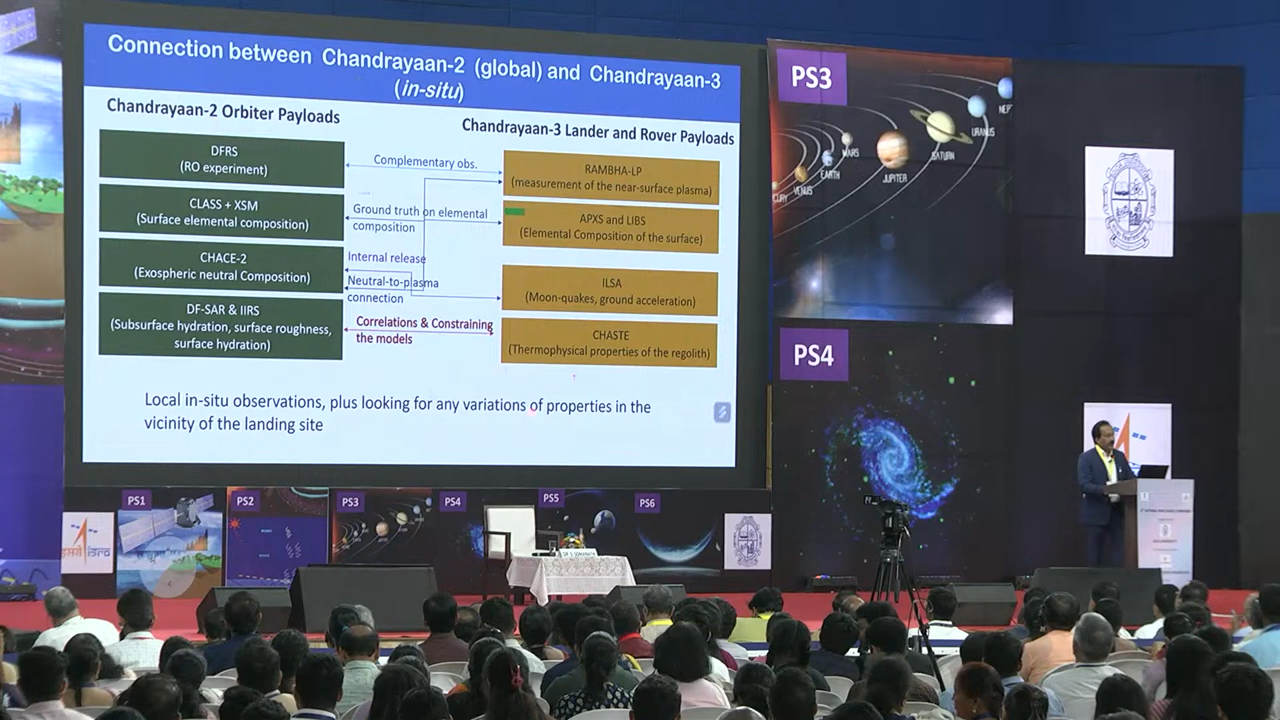 Connection between Chandrayaan-2 (global) and Chandrayaan-3
(in-situ)
Chandrayaan-2 Orbiter Payloads
Chandrayaan-3 Lander and Rover Payloads
DFRS
(RO experiment)
Complementary obs.
RAMBHA-LP
(measurement of the near-surface plasma)
CLASS + XSM
(Surface elemental composition)
Ground truth on elemental
composition
APXS and LIBS
(Elemental Composition of the surface)
CHACE-2
(Exospheric neutral Composition)
Internal release
Neutral-to-plasma
connection
ILSA
(Moon-quakes, ground acceleration)
DF-SAR & IIRS
(Subsurface hydration, surface roughness,
surface hydration)
Correlations & Constraining
the models
CHASTE
(Thermophysical properties of the regolith)
Local in-situ observations, plus looking for any variations of properties in the
vicinity of the landing site
PS3
MARS
EARTH
VENUS
JUPITER
SATURN
URANUS
PS4
PS1
PS2
PS3
PS4
PS5
PS6
इसरो isro